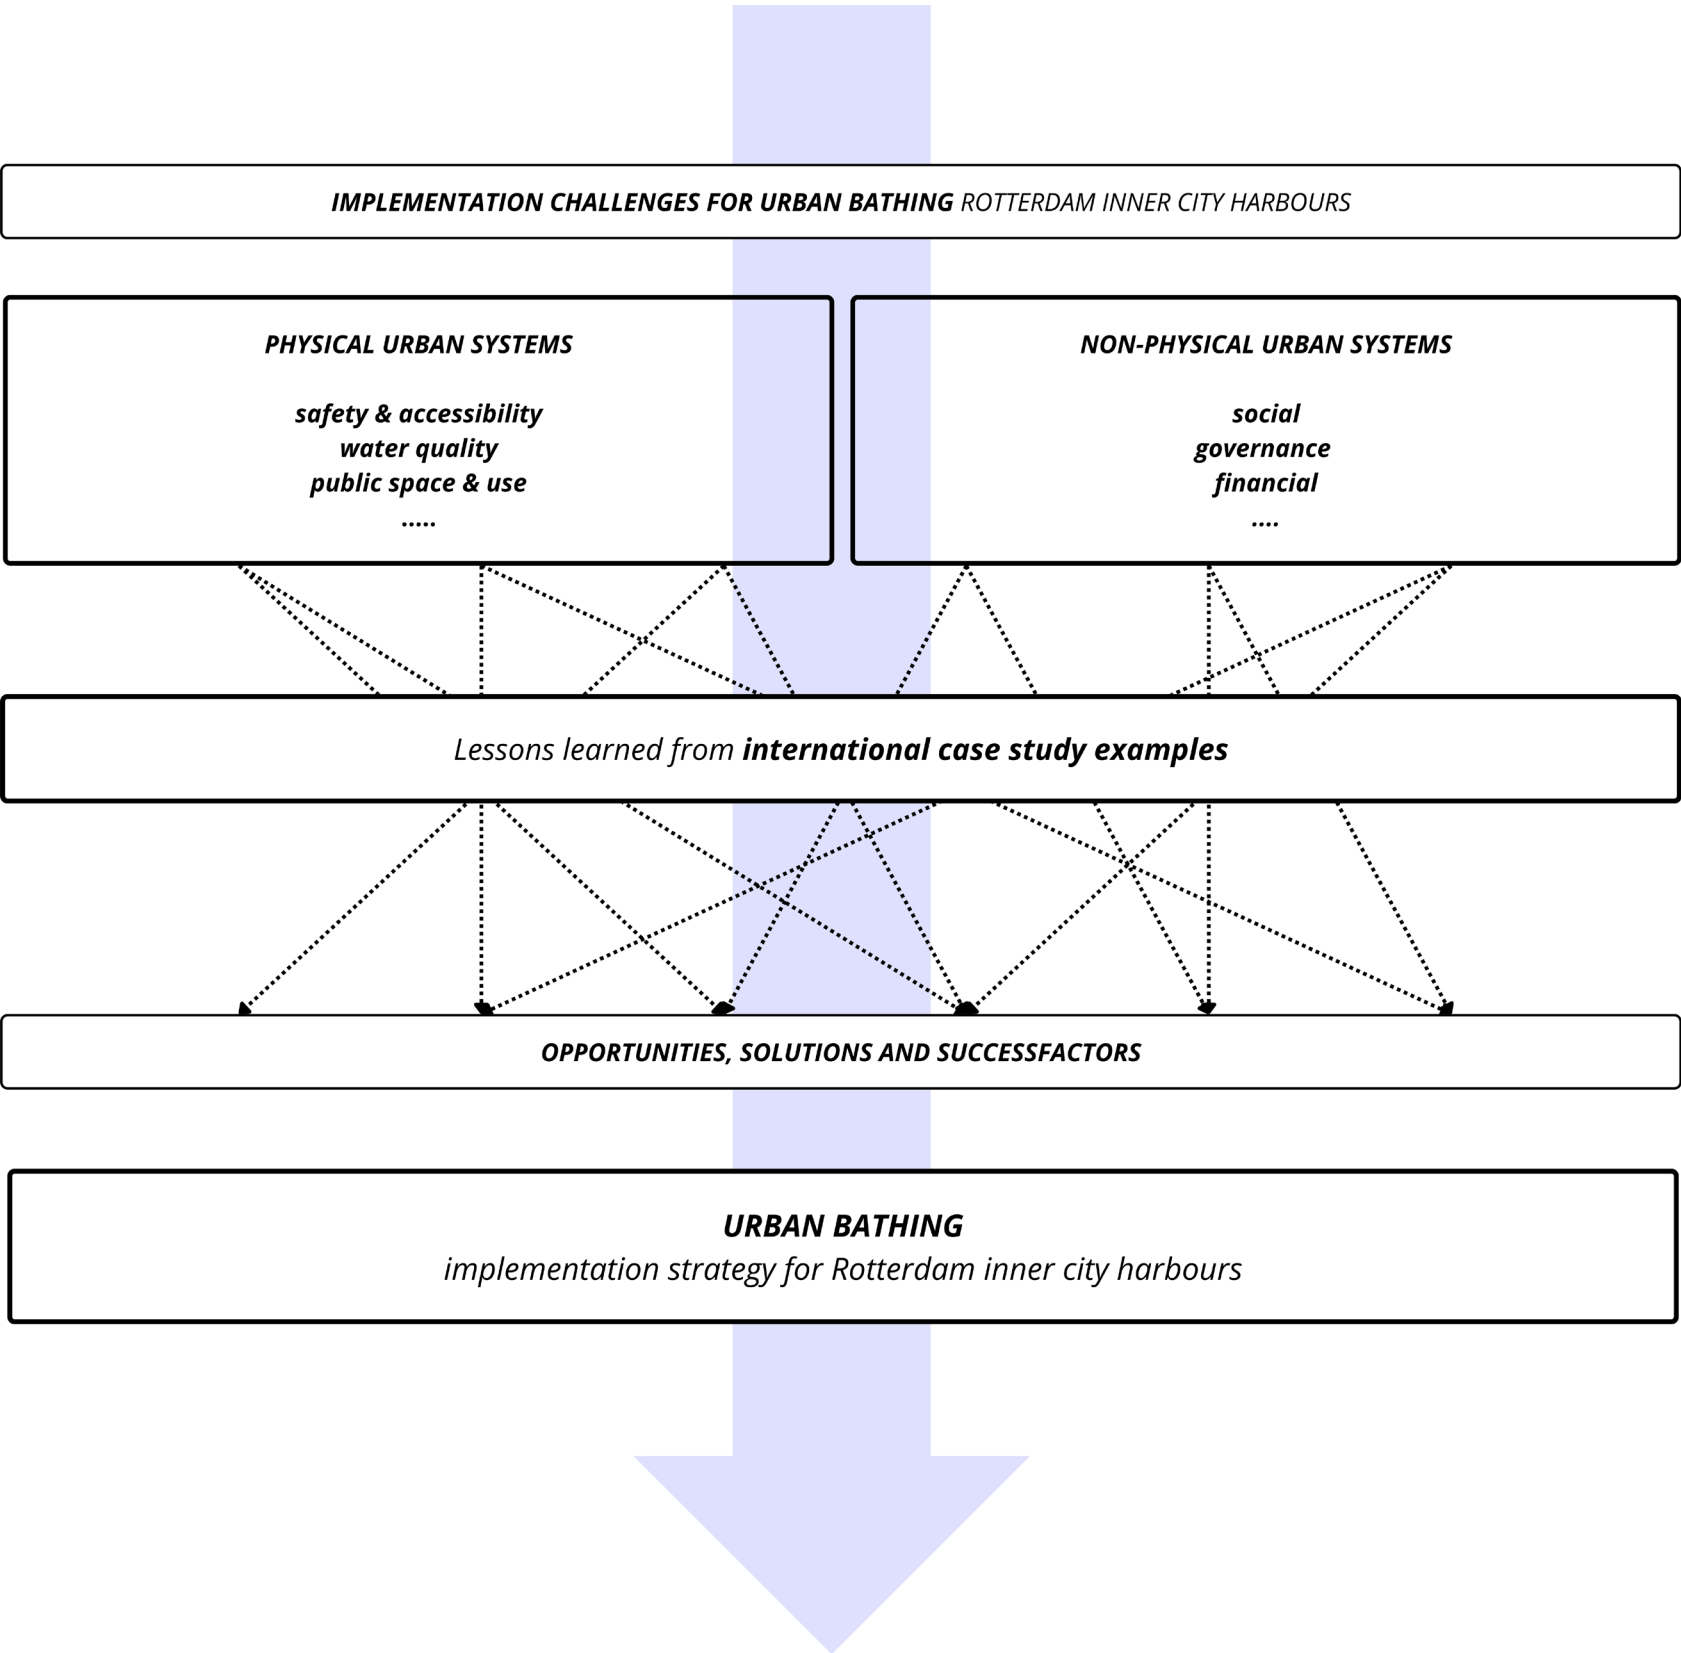 IMPLEMENTATION CHALLENGES FOR URBAN BATHING ROTTERDAM INNER CITY HARBOURS
PHYSICAL URBAN SYSTEMS
safety & accessibility
water quality
public space & use
.....
NON-PHYSICAL URBAN SYSTEMS
social
governance
financial
....
Lessons learned from international case study examples
OPPORTUNITIES, SOLUTIONS AND SUCCESSFACTORS
URBAN BATHING
implementation strategy for Rotterdam inner city harbours